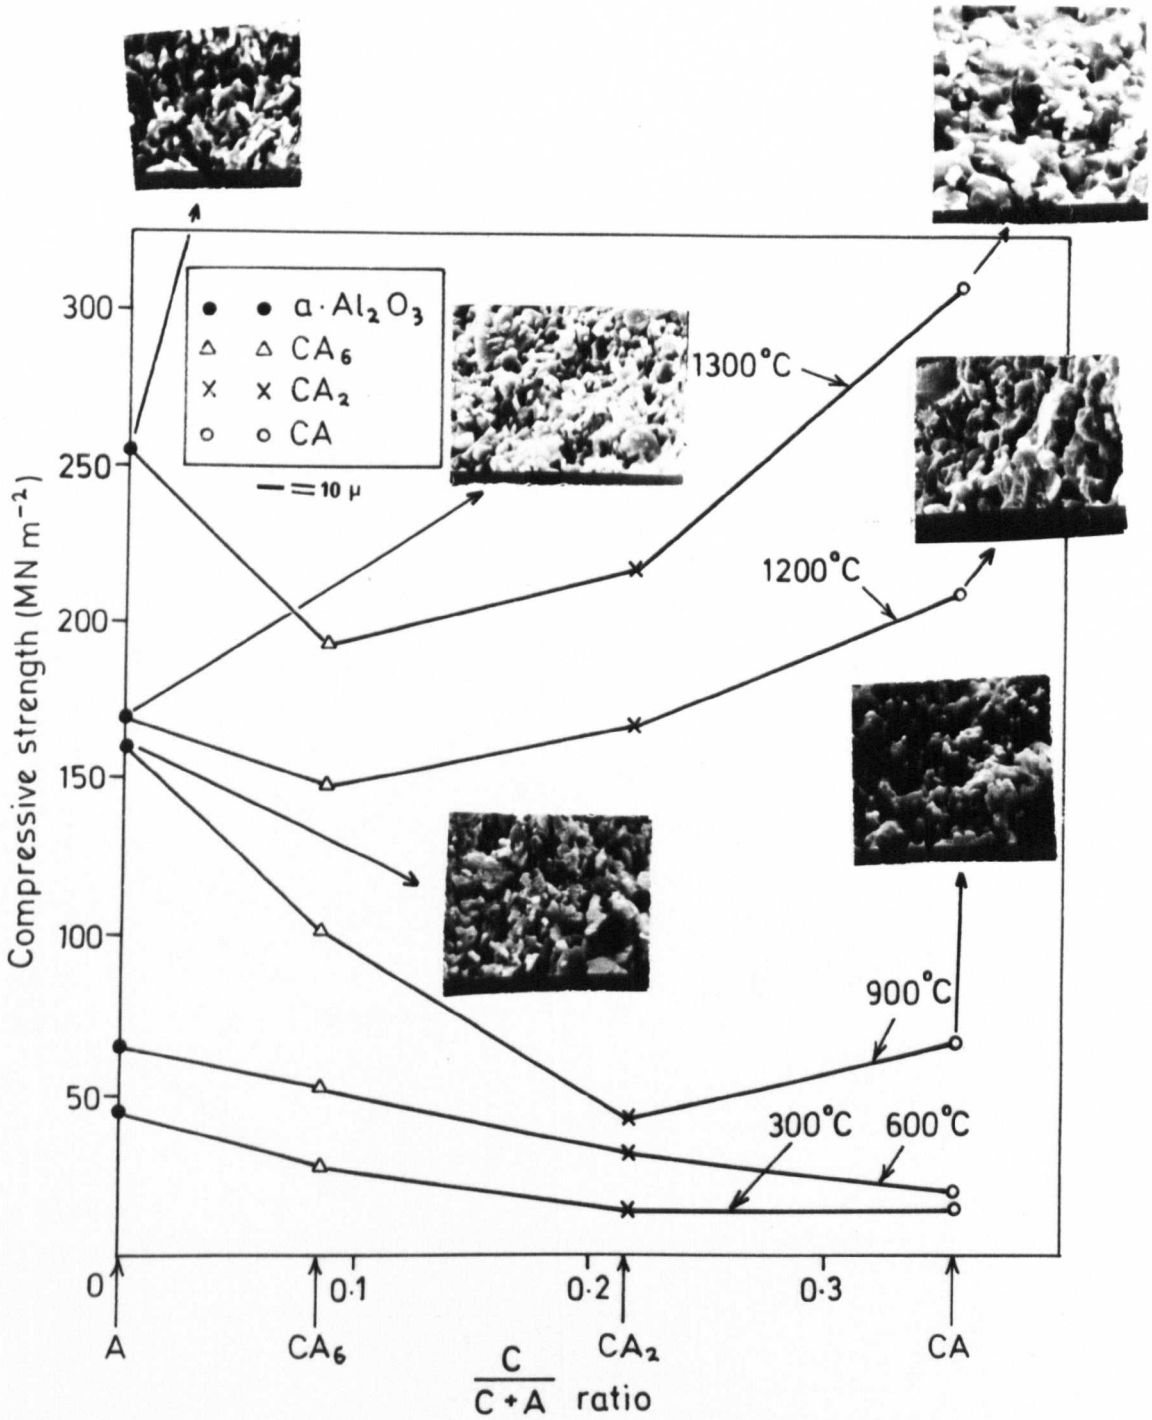 300
250
200
150
100
50
0
0·1
0·2
0·3
Compressive strength (MN m⁻²)
● ● a·Al₂O₃
△ △ CA₆
× × CA₂
○ ○ CA
— = 10 μ
1300°C
1200°C
900°C
300°C
600°C
A
CA₆
CA₂
CA
C
C+A ratio